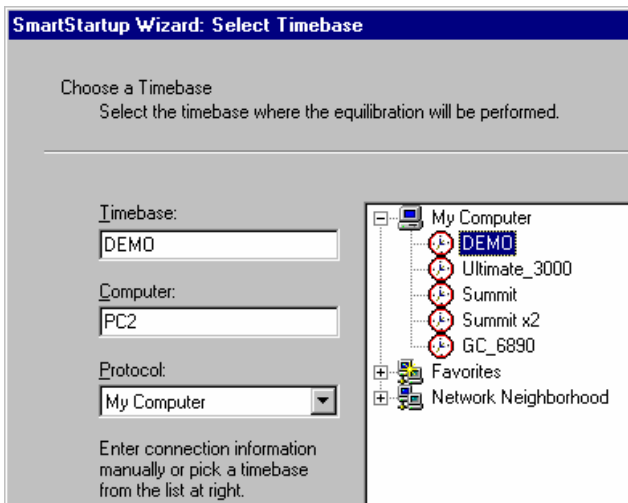 SmartStartup Wizard: Select Timebase
Choose a Timebase
Select the timebase where the equilibration will be performed.
Timebase:
DEMO
Computer:
PC2
Protocol:
My Computer
Enter connection information
manually or pick a timebase
from the list at right.
My Computer
DEMO
Ultimate_3000
Summit
Summit x2
GC_6890
Favorites
Network Neighborhood